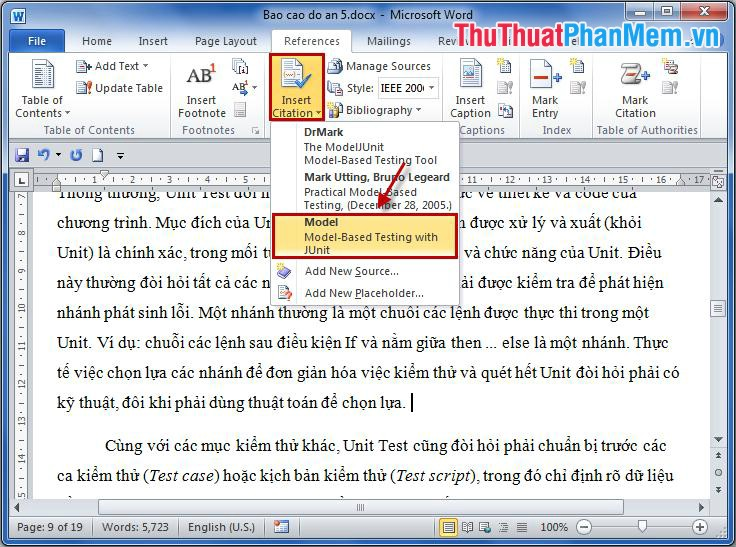 Bao cao do an 5.docx - Microsoft Word
ThuThuatPhanMem.vn
File Home Insert References
Add Text
Update Table
Table of Contents
Table of Contents
AB1
Insert Footnote
Footnotes
Insert Citation
Manage Sources
Style: IEEE 200
Bibliography
Insert Caption
Captions
Mark Entry
Index
Mark Citation
Table of Authorities
DrMark
The ModelJUnit
Model-Based Testing Tool
Mark Utting, Bruno Legeard
Practical Model-Based
Testing, (December 28, 2005.)
Model
Model-Based Testing with
JUnit
Add New Source...
Add New Placeholder...
Thông thường, Unit Test đòi về thiết kế và code của
chương trình. Mục đích của Un được xử lý và xuất (khỏi
Unit) là chính xác, trong mối tư và chức năng của Unit. Điều
này thường đòi hỏi tất cả các n ải được kiểm tra để phát hiện
nhánh phát sinh lỗi. Một nhánh thường là một chuỗi các lệnh được thực thi trong một
Unit. Ví dụ: chuỗi các lệnh sau điều kiện If và nằm giữa then ... else là một nhánh. Thực
tế việc chọn lựa các nhánh để đơn giản hóa việc kiểm thử và quét hết Unit đòi hỏi phải có
kỹ thuật, đôi khi phải dùng thuật toán để chọn lựa.
Cùng với các mục kiểm thử khác, Unit Test cũng đòi hỏi phải chuẩn bị trước các
ca kiểm thử (Test case) hoặc kịch bản kiểm thử (Test script), trong đó chỉ định rõ dữ liệu
Page: 9 of 19 Words: 5,723 English (U.S.) 100%